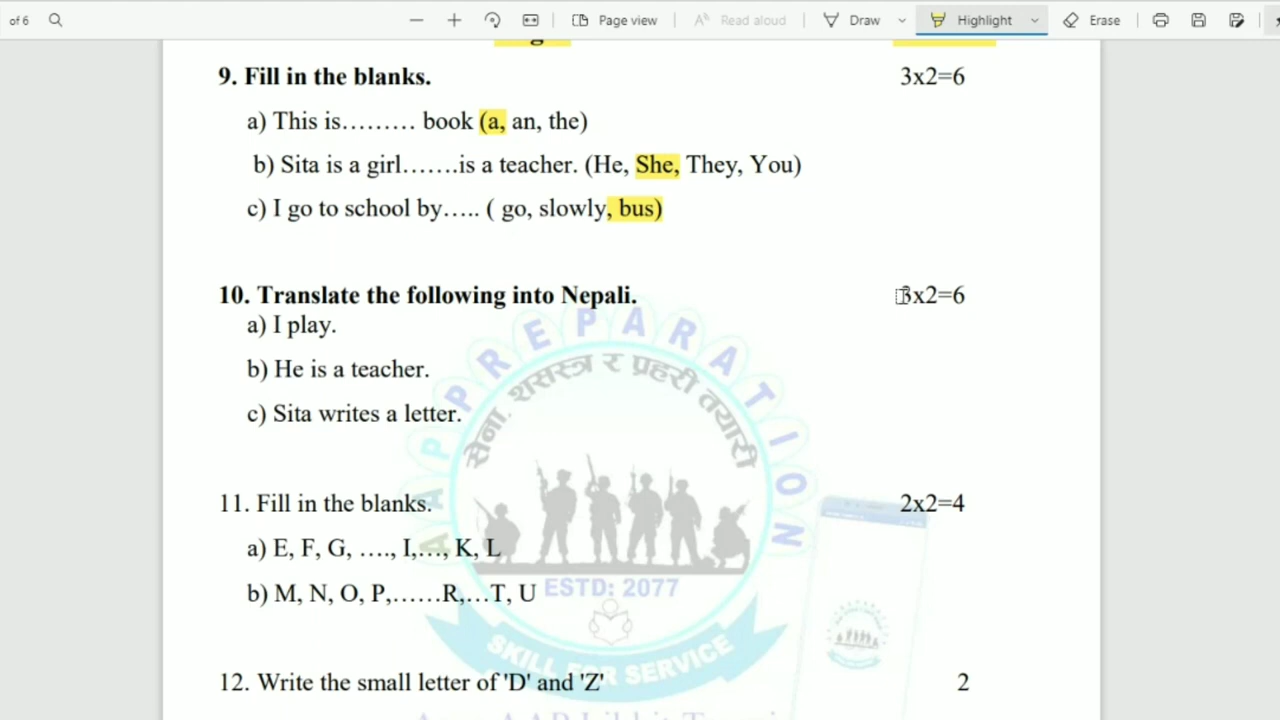 of 6 Page view Read aloud Draw Highlight Erase
9. Fill in the blanks. 3x2=6
a) This is......... book (a, an, the)
b) Sita is a girl.......is a teacher. (He, She, They, You)
c) I go to school by..... ( go, slowly, bus)
10. Translate the following into Nepali. 3x2=6
a) I play.
b) He is a teacher.
c) Sita writes a letter.
AAPPREPARATION
सेना, शसस्त्र र प्रहरी तयारी
11. Fill in the blanks. 2x2=4
a) E, F, G, ...., I,..., K, L
b) M, N, O, P,......R,...T, U
ESTD: 2077
SKILL FOR SERVICE
12. Write the small letter of 'D' and 'Z' 2